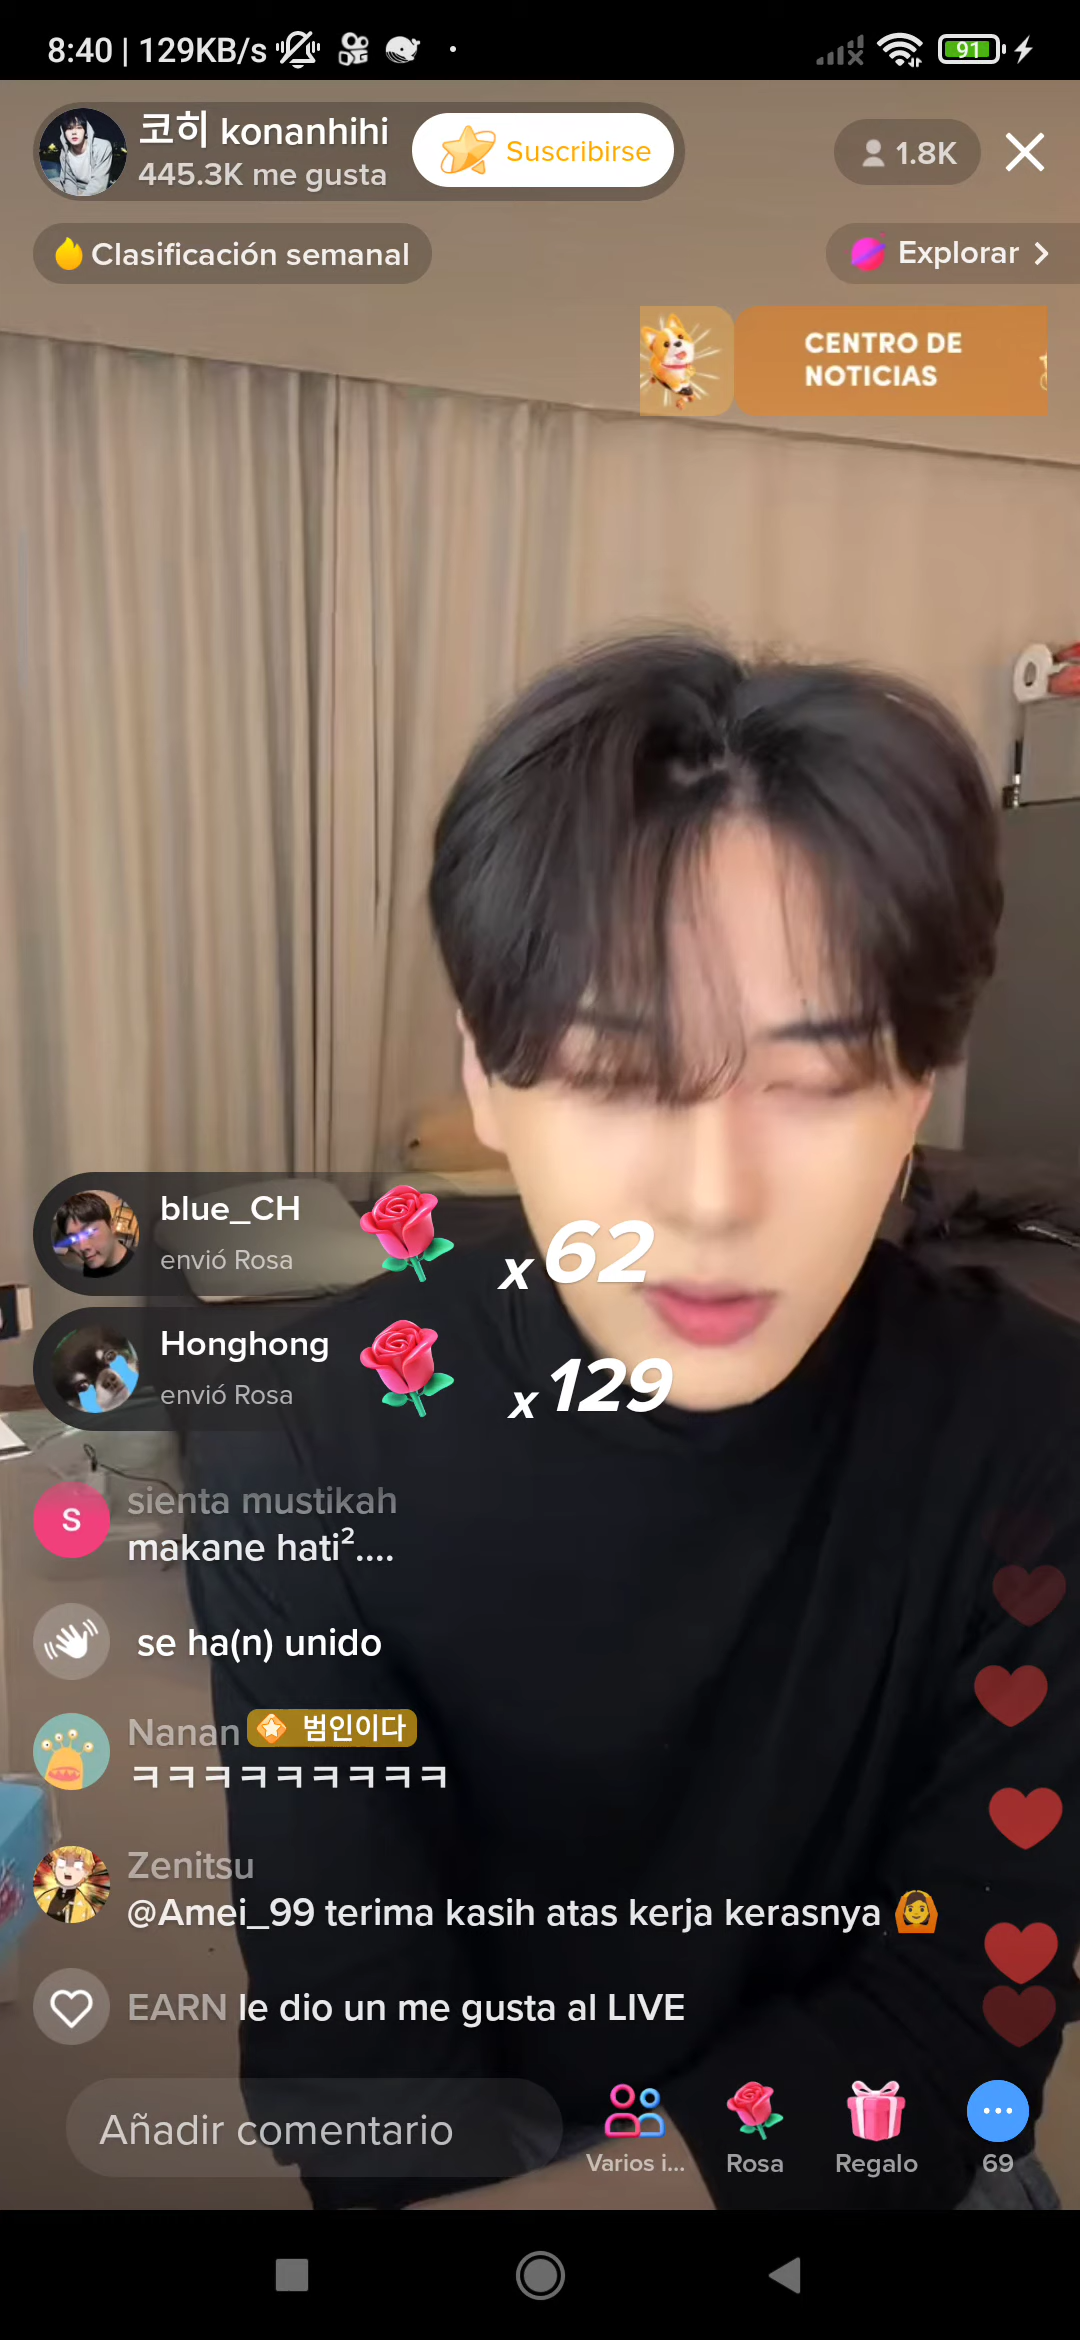 8:40 | 129KB/s
91
코히 konanhihi
445.3K me gusta
Suscribirse
1.8K
Clasificación semanal
Explorar
CENTRO DE
NOTICIAS
blue_CH
envió Rosa
x 62
Honghong
envió Rosa
x 129
S
sienta mustikah
makane hati²....
se ha(n) unido
Nanan 범인이다
ㅋㅋㅋㅋㅋㅋㅋㅋㅋ
Zenitsu
@Amei_99 terima kasih atas kerja kerasnya 🙆
EARN le dio un me gusta al LIVE
Añadir comentario
Varios i...
Rosa
Regalo
69